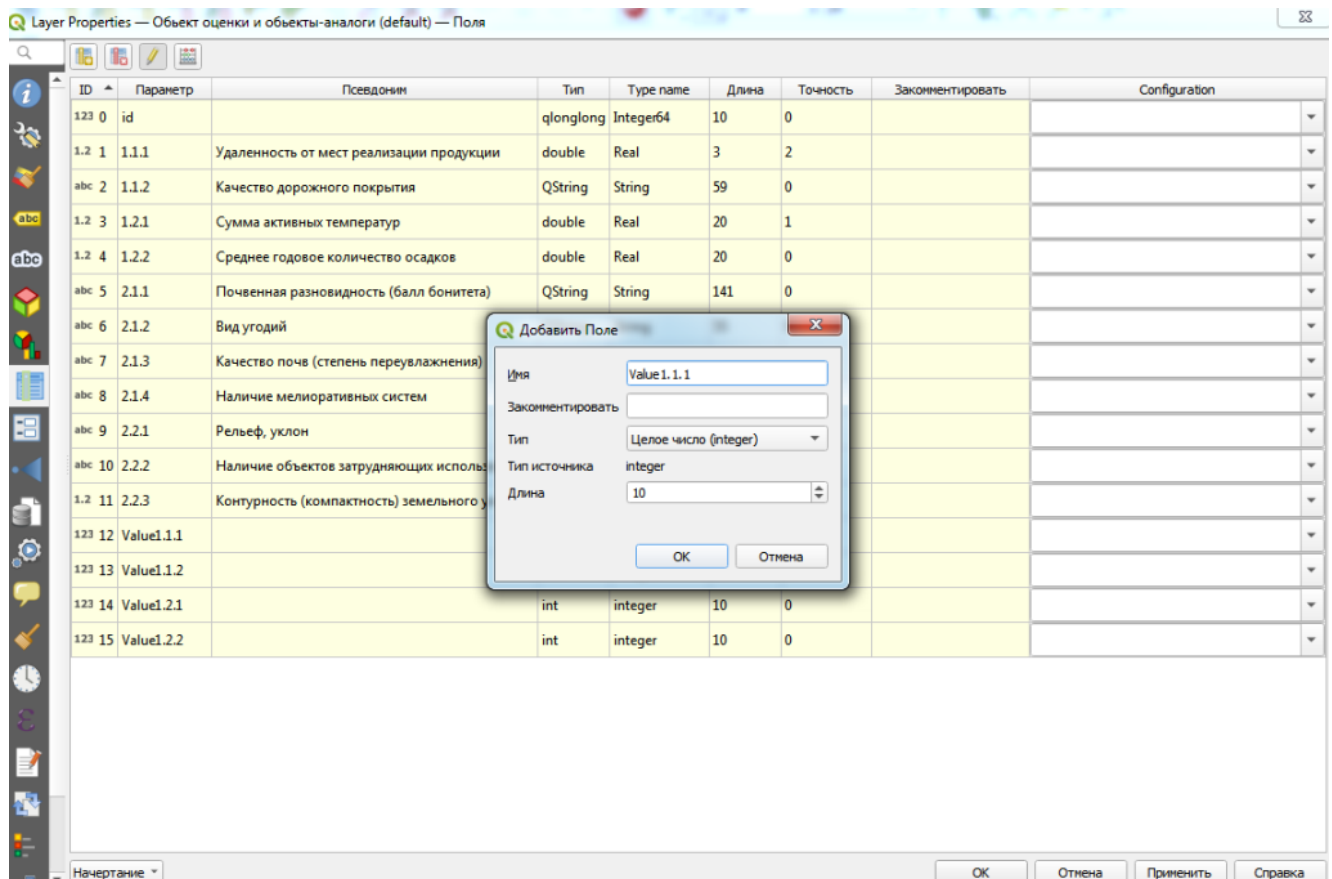 Layer Properties — Объект оценки и объекты-аналоги (default) — Поля
ID Параметр Псевдоним Тип Type name Длина Точность Закомментировать Configuration
123 0 id qlonglong Integer64 10 0
1.2 1 1.1.1 Удаленность от мест реализации продукции double Real 3 2
abc 2 1.1.2 Качество дорожного покрытия QString String 59 0
1.2 3 1.2.1 Сумма активных температур double Real 20 1
1.2 4 1.2.2 Среднее годовое количество осадков double Real 20 0
abc 5 2.1.1 Почвенная разновидность (балл бонитета) QString String 141 0
abc 6 2.1.2 Вид угодий
abc 7 2.1.3 Качество почв (степень переувлажнения)
abc 8 2.1.4 Наличие мелиоративных систем
abc 9 2.2.1 Рельеф, уклон
abc 10 2.2.2 Наличие объектов затрудняющих использ
1.2 11 2.2.3 Контурность (компактность) земельного у
123 12 Value1.1.1
123 13 Value1.1.2
123 14 Value1.2.1 int integer 10 0
123 15 Value1.2.2 int integer 10 0
Добавить Поле
Имя Value1.1.1
Закомментировать
Тип Целое число (integer)
Тип источника integer
Длина 10
OK Отмена
abc
abc
Начертание OK Отмена Применить Справка